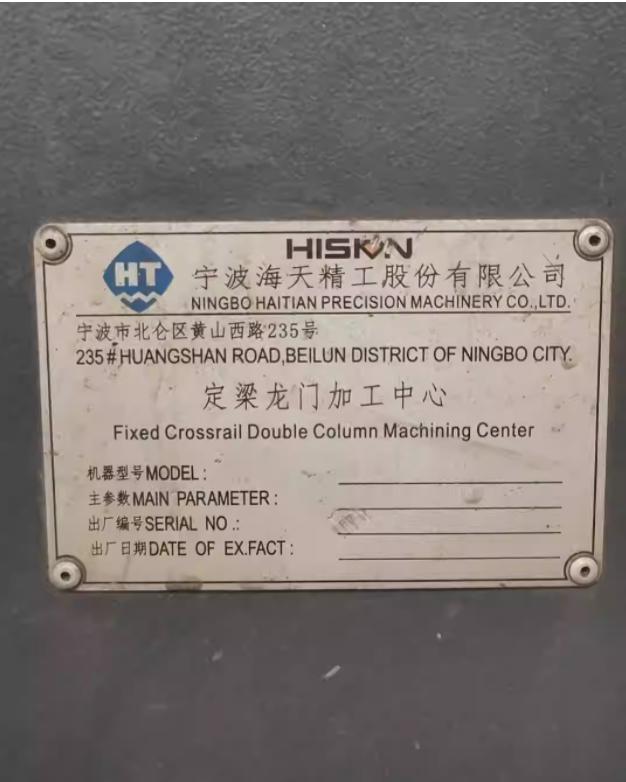 HT
HISION
宁波海天精工股份有限公司
NINGBO HAITIAN PRECISION MACHINERY CO.,LTD.
宁波市北仑区黄山西路235号
235#HUANGSHAN ROAD,BEILUN DISTRICT OF NINGBO CITY.
定梁龙门加工中心
Fixed Crossrail Double Column Machining Center
机器型号MODEL:
主参数MAIN PARAMETER:
出厂编号SERIAL NO.:
出厂日期DATE OF EX.FACT: